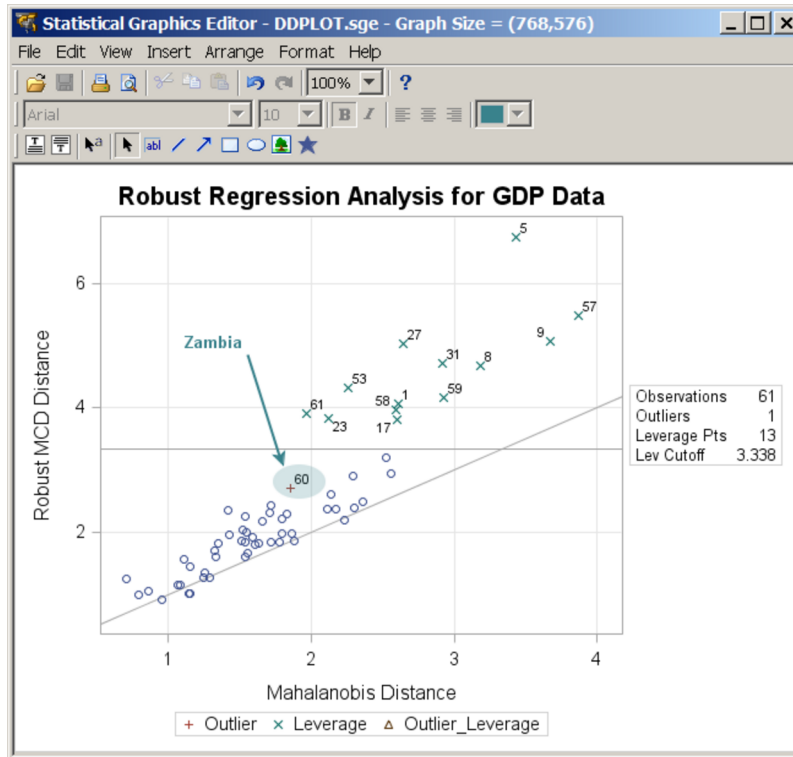 Statistical Graphics Editor - DDPLOT.sge - Graph Size = (768,576)
File Edit View Insert Arrange Format Help
100% ?
Arial 10 B I
T T a abl
Robust Regression Analysis for GDP Data
Robust MCD Distance
6
4
2
5
57
9
27
31
8
53
59
1
58
17
61
23
Zambia
60
Observations 61
Outliers 1
Leverage Pts 13
Lev Cutoff 3.338
1 2 3 4
Mahalanobis Distance
+ Outlier × Leverage △ Outlier_Leverage